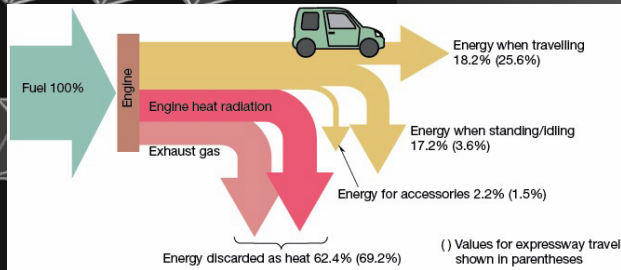 Fuel 100%
Engine
Energy when travelling
18.2% (25.6%)
Engine heat radiation
Exhaust gas
Energy when standing/idling
17.2% (3.6%)
Energy for accessories 2.2% (1.5%)
Energy discarded as heat 62.4% (69.2%)
( ) Values for expressway travel
shown in parentheses